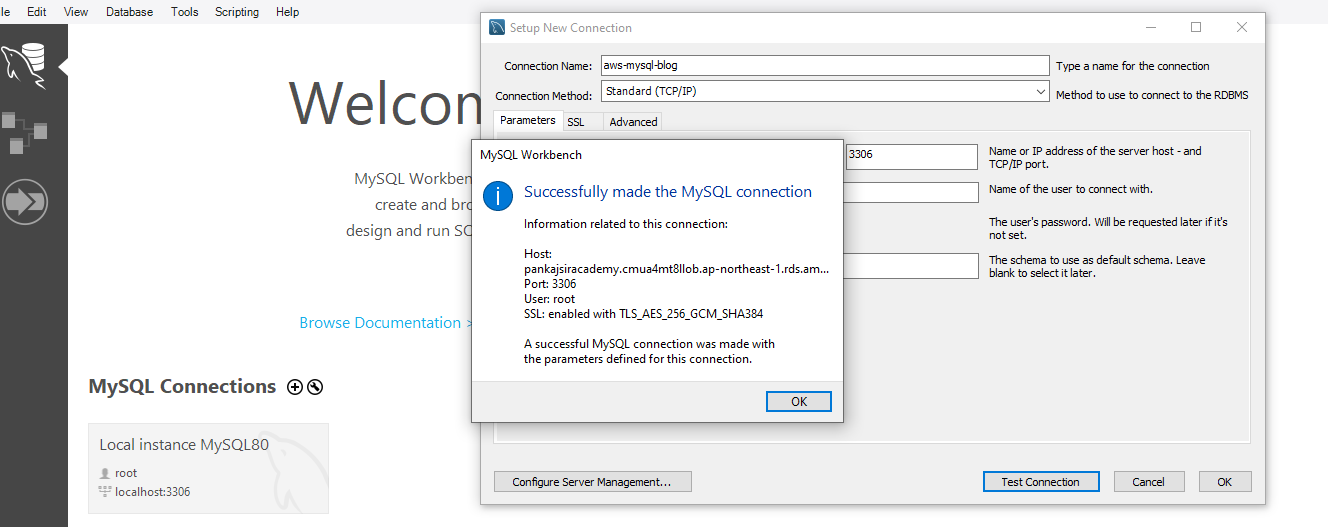 le Edit View Database Tools Scripting Help
Welcon
MySQL Workben
create and bro
design and run SC
Browse Documentation >
MySQL Connections
Local instance MySQL80
root
localhost:3306
Setup New Connection
Connection Name: aws-mysql-blog Type a name for the connection
Connection Method: Standard (TCP/IP) Method to use to connect to the RDBMS
Parameters SSL Advanced
3306 Name or IP address of the server host - and
TCP/IP port.
Name of the user to connect with.
The user's password. Will be requested later if it's
not set.
The schema to use as default schema. Leave
blank to select it later.
MySQL Workbench
Successfully made the MySQL connection
Information related to this connection:
Host:
pankajsiracademy.cmua4mt8llob.ap-northeast-1.rds.am...
Port: 3306
User: root
SSL: enabled with TLS_AES_256_GCM_SHA384
A successful MySQL connection was made with
the parameters defined for this connection.
OK
Configure Server Management... Test Connection Cancel OK